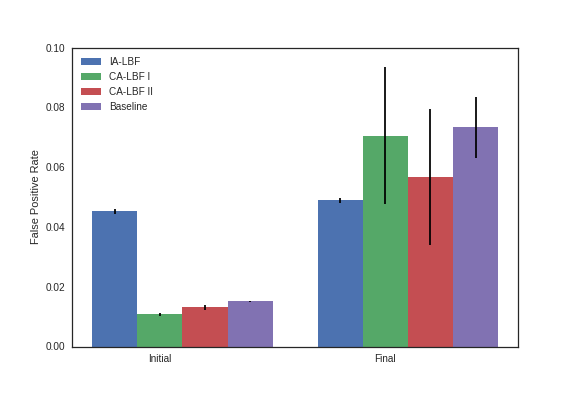 0.10
0.08
0.06
0.04
0.02
0.00
False Positive Rate
IA-LBF
CA-LBF I
CA-LBF II
Baseline
Initial
Final